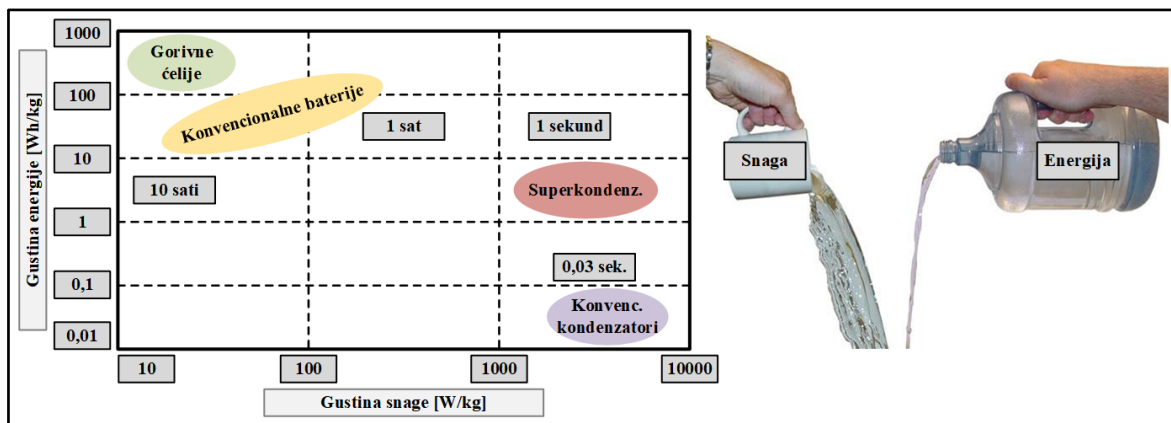 1000
Gorivne
ćelije
100
Konvencionalne baterije
1 sat
1 sekund
10
10 sati
Superkondenz.
1
0,03 sek.
0,1
Konvenc.
kondenzatori
0,01
Gustina energije [Wh/kg]
10
100
1000
10000
Gustina snage [W/kg]
Snaga
Energija